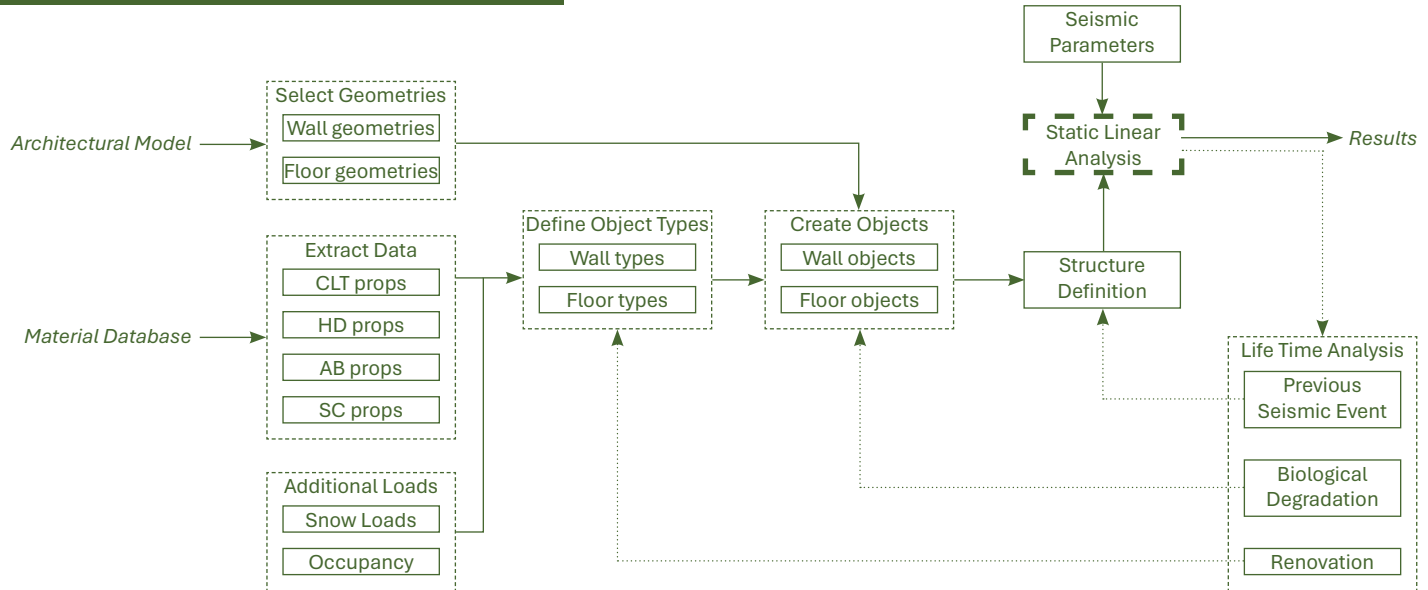 Seismic
Parameters
Select Geometries
Wall geometries
Floor geometries
Architectural Model
Static Linear
Analysis
Results
Define Object Types
Wall types
Floor types
Create Objects
Wall objects
Floor objects
Structure
Definition
Extract Data
CLT props
HD props
AB props
SC props
Material Database
Life Time Analysis
Previous
Seismic Event
Biological
Degradation
Renovation
Additional Loads
Snow Loads
Occupancy